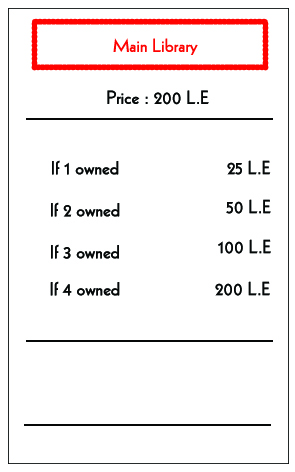 Main Library
Price : 200 L.E
If 1 owned 25 L.E
If 2 owned 50 L.E
If 3 owned 100 L.E
If 4 owned 200 L.E